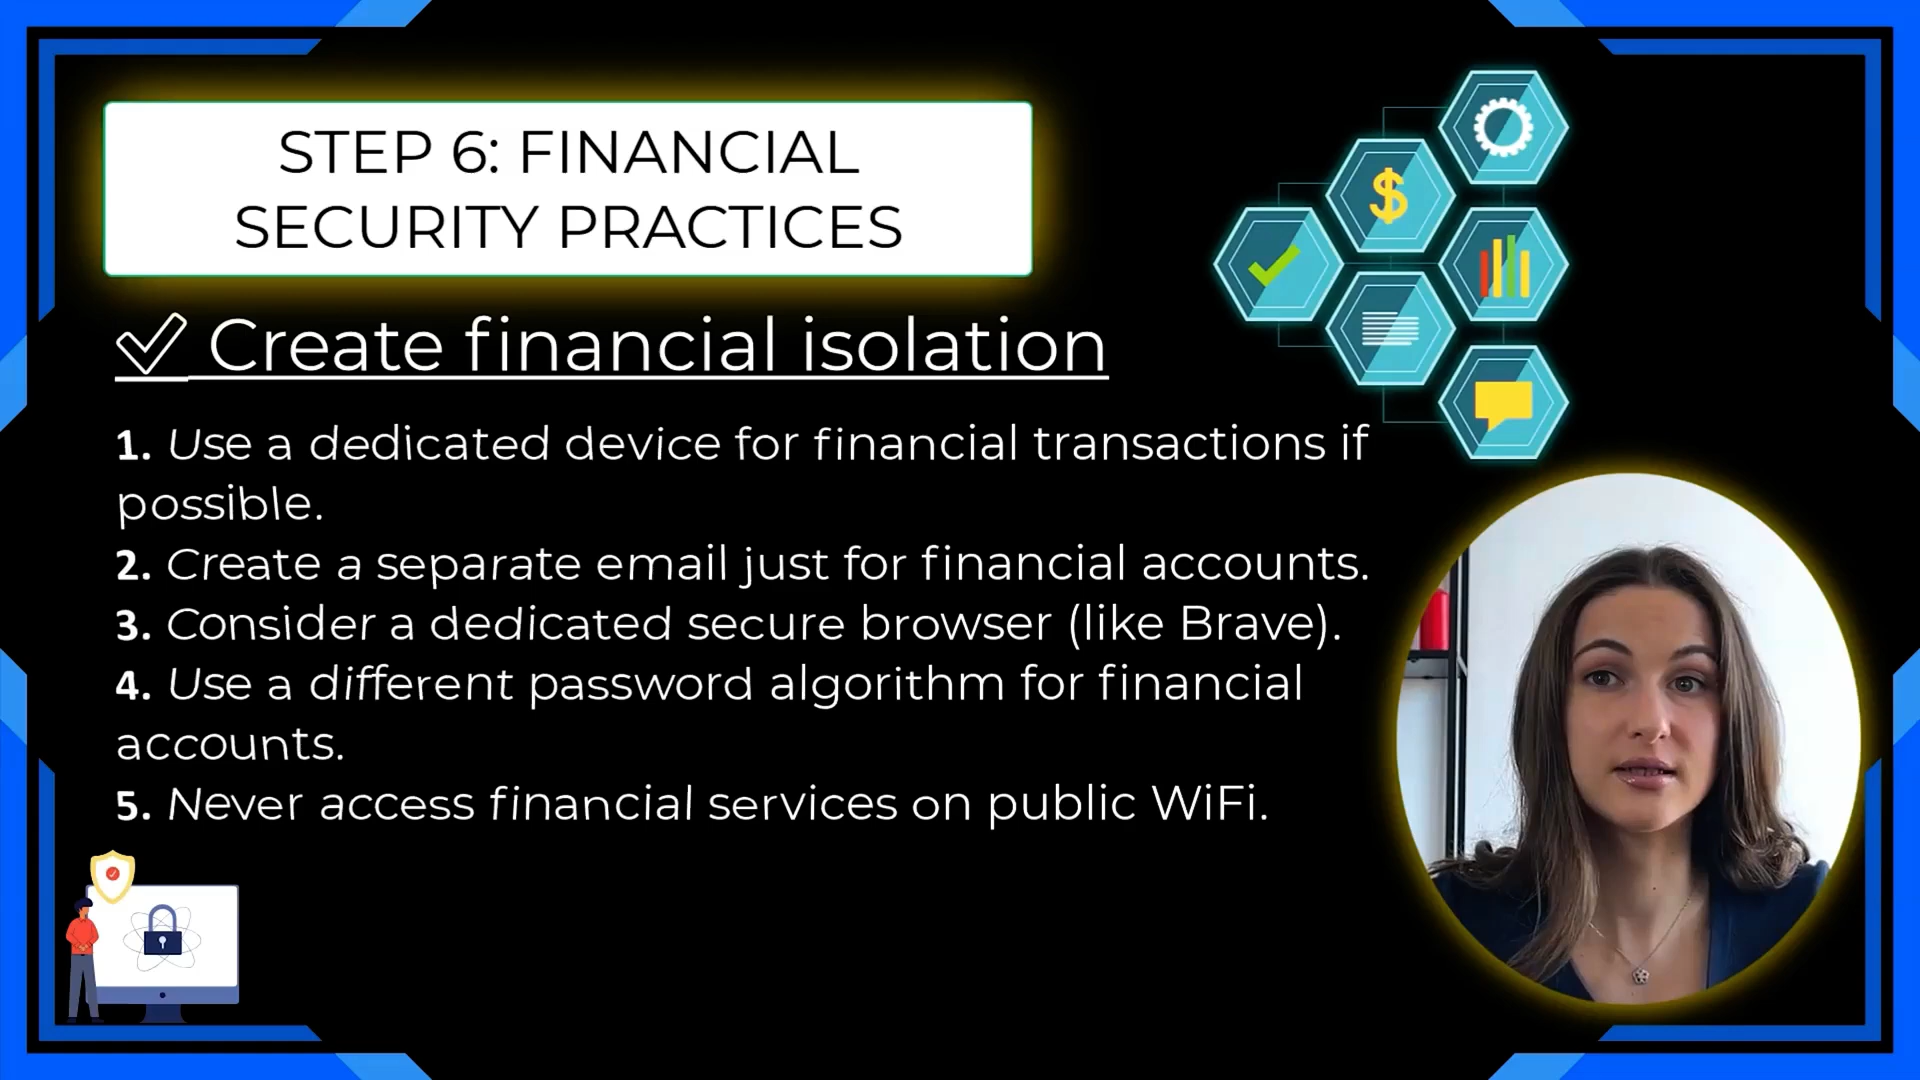 STEP 6: FINANCIAL
SECURITY PRACTICES
✓ Create financial isolation
1. Use a dedicated device for financial transactions if
possible.
2. Create a separate email just for financial accounts.
3. Consider a dedicated secure browser (like Brave).
4. Use a different password algorithm for financial
accounts.
5. Never access financial services on public WiFi.